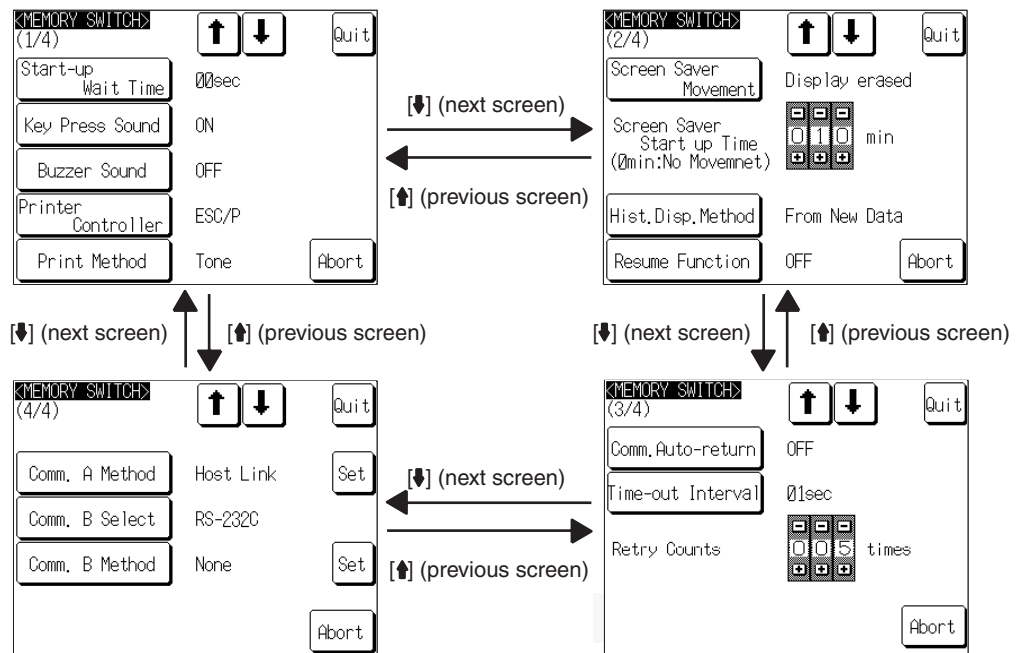 <MEMORY SWITCH>
(1/4)
Quit
Start-up
Wait Time
00sec
Key Press Sound
ON
Buzzer Sound
OFF
Printer
Controller
ESC/P
Print Method
Tone
Abort
[⬇] (next screen)
[⬆] (previous screen)
<MEMORY SWITCH>
(2/4)
Quit
Screen Saver
Movement
Display erased
Screen Saver
Start up Time
(0min:No Movemnet)
010 min
Hist.Disp.Method
From New Data
Resume Function
OFF
Abort
[⬇] (next screen)
[⬆] (previous screen)
[⬇] (next screen)
[⬆] (previous screen)
<MEMORY SWITCH>
(4/4)
Quit
Comm. A Method
Host Link
Set
Comm. B Select
RS-232C
Comm. B Method
None
Set
Abort
[⬇] (next screen)
[⬆] (previous screen)
<MEMORY SWITCH>
(3/4)
Quit
Comm.Auto-return
OFF
Time-out Interval
01sec
Retry Counts
005 times
Abort